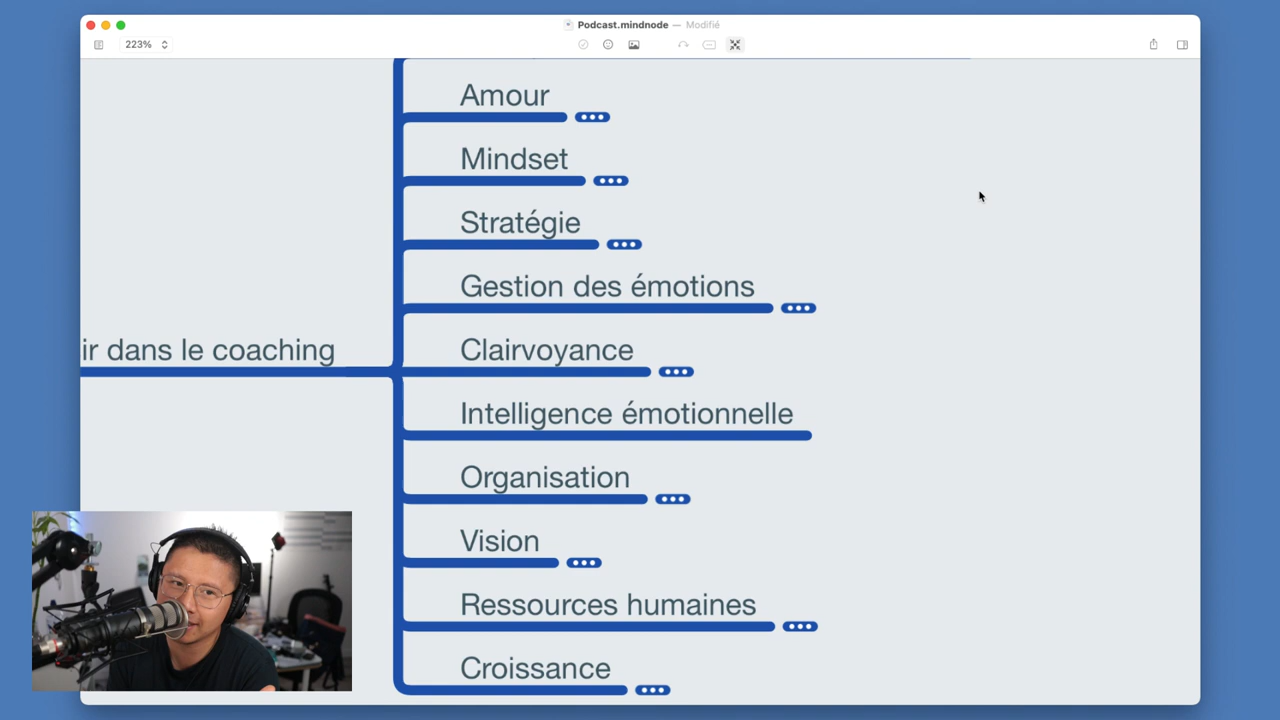 Podcast.mindnode — Modifié
223%
Amour
Mindset
Stratégie
Gestion des émotions
ir dans le coaching
Clairvoyance
Intelligence émotionnelle
Organisation
Vision
Ressources humaines
Croissance